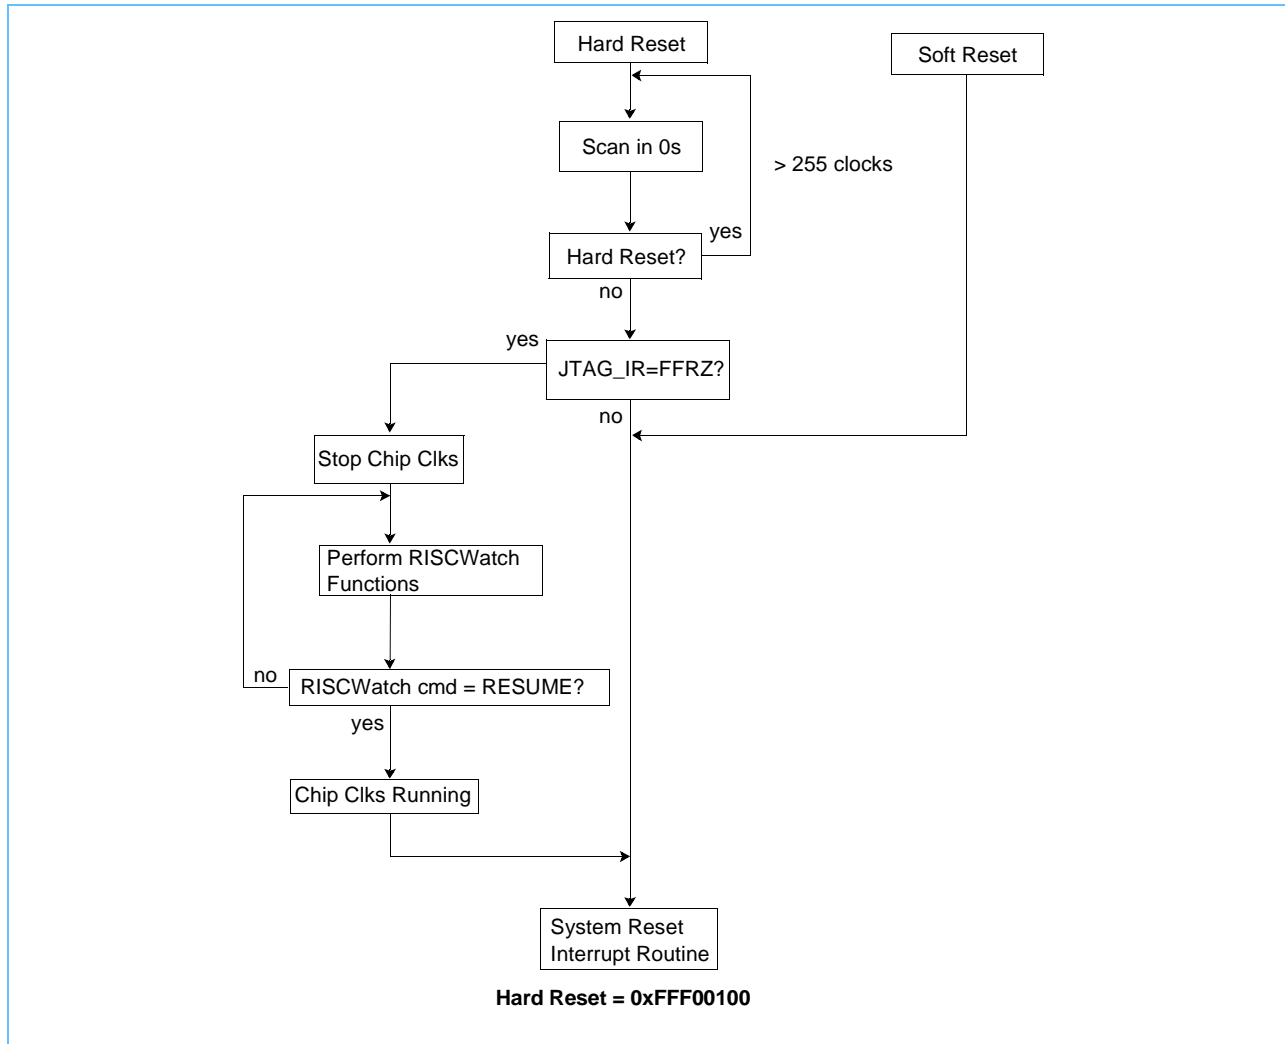 Hard Reset
Soft Reset
Scan in 0s
> 255 clocks
yes
Hard Reset?
no
yes
JTAG_IR=FFRZ?
no
Stop Chip Clks
Perform RISCWatch
Functions
no
RISCWatch cmd = RESUME?
yes
Chip Clks Running
System Reset
Interrupt Routine
Hard Reset = 0xFFF00100